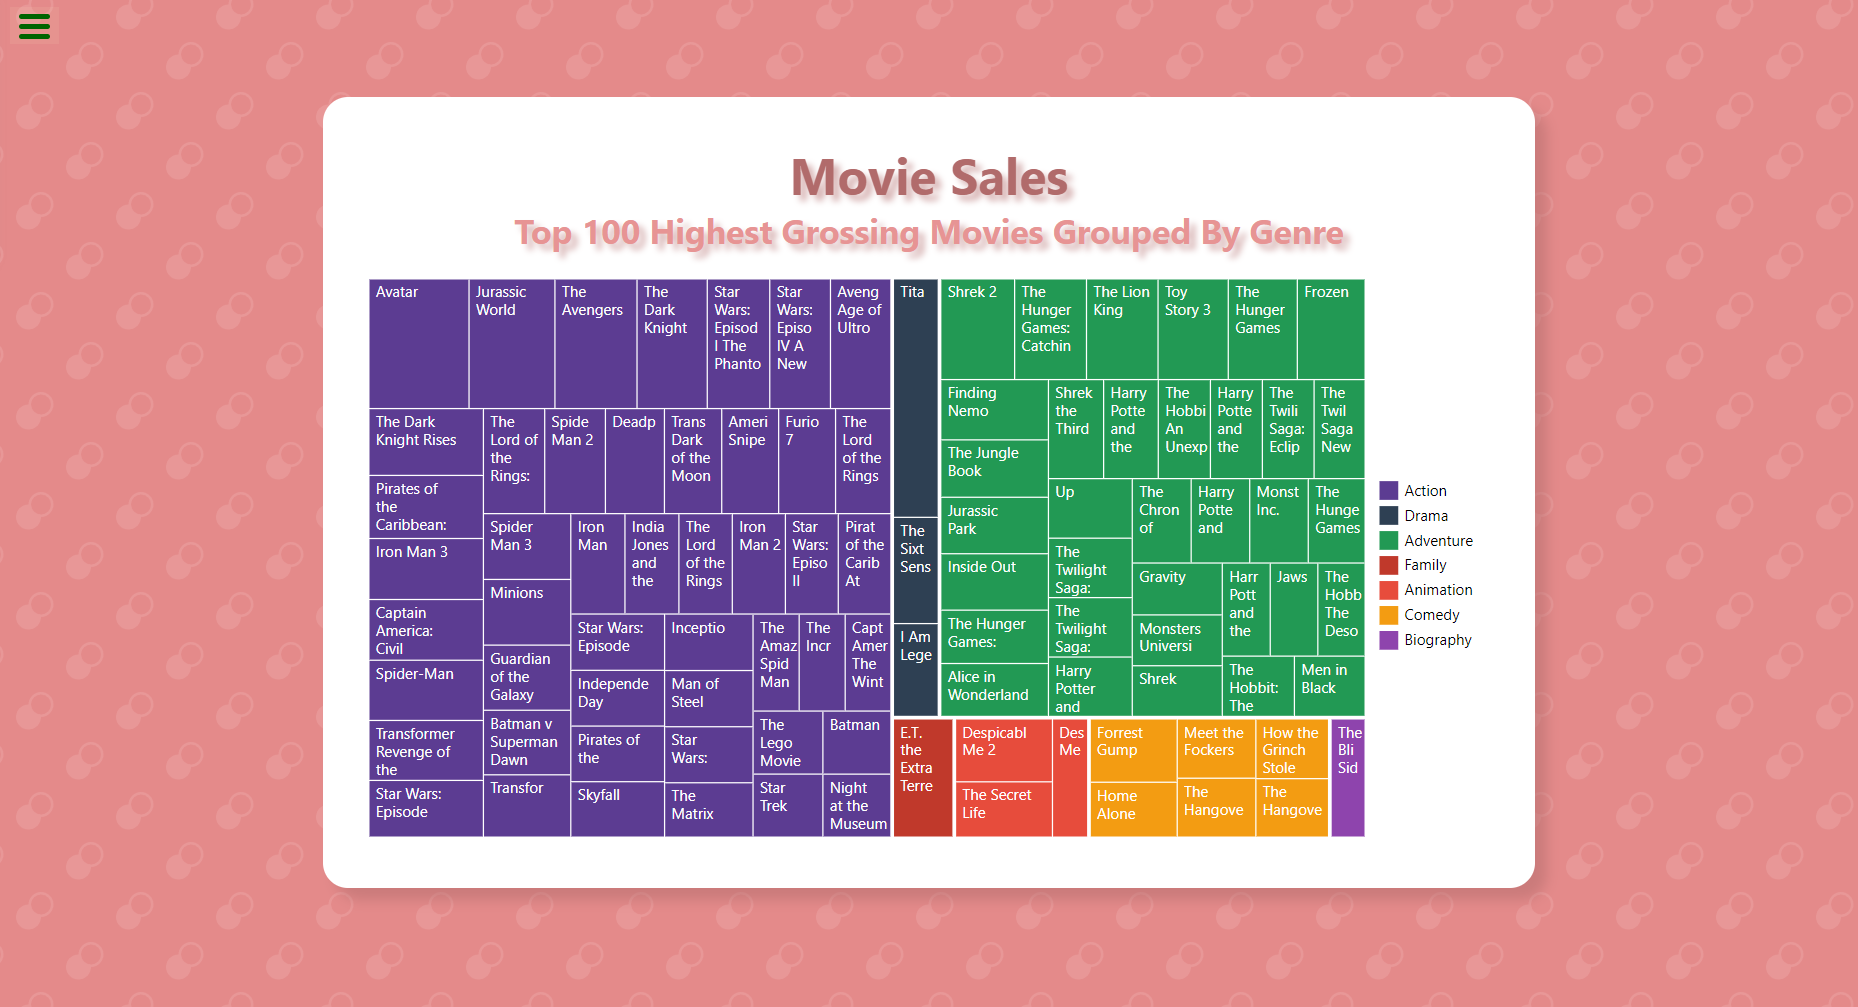 Movie Sales
Top 100 Highest Grossing Movies Grouped By Genre
Avatar
Jurassic
World
The
Avengers
The
Dark
Knight
Star
Wars:
Episod
I The
Phanto
Star
Wars:
Episo
IV A
New
Aveng
Age of
Ultro
The Dark
Knight Rises
Pirates of
the
Caribbean:
Iron Man 3
Captain
America:
Civil
Spider-Man
Transformer
Revenge of
the
Star Wars:
Episode
The
Lord of
the
Rings:
Spide
Man 2
Deadp
Trans
Dark
of the
Moon
Ameri
Snipe
Furio
7
The
Lord
of the
Rings
Spider
Man 3
Minions
Guardian
of the
Galaxy
Batman v
Superman
Dawn
Transfor
Iron
Man
India
Jones
and
the
The
Lord
of the
Rings
Iron
Man 2
Star
Wars:
Episo
II
Pirat
of the
Carib
At
Star Wars:
Episode
Independe
Day
Pirates of
the
Skyfall
Inceptio
Man of
Steel
Star
Wars:
The
Matrix
The
Amaz
Spid
Man
The
Incr
Capt
Amer
The
Wint
The
Lego
Movie
Batman
Star
Trek
Night
at the
Museum
Tita
The
Sixt
Sens
I Am
Lege
Shrek 2
The
Hunger
Games:
Catchin
The Lion
King
Toy
Story 3
The
Hunger
Games
Frozen
Finding
Nemo
The Jungle
Book
Jurassic
Park
Inside Out
The Hunger
Games:
Alice in
Wonderland
Shrek
the
Third
Harry
Potte
and
the
The
Hobbi
An
Unexp
Harry
Potte
and
the
The
Twili
Saga:
Eclip
The
Twil
Saga
New
Up
The
Twilight
Saga:
The
Twilight
Saga:
Harry
Potter
and
The
Chron
of
Harry
Potte
and
Monst
Inc.
The
Hunge
Games
Gravity
Monsters
Universi
Shrek
Harr
Pott
and
the
Jaws
The
Hobb
The
Deso
The
Hobbit:
The
Men in
Black
E.T.
the
Extra
Terre
Despicabl
Me 2
The Secret
Life
Des
Me
Forrest
Gump
Home
Alone
Meet the
Fockers
The
Hangove
How the
Grinch
Stole
The
Hangove
The
Bli
Sid
Action
Drama
Adventure
Family
Animation
Comedy
Biography